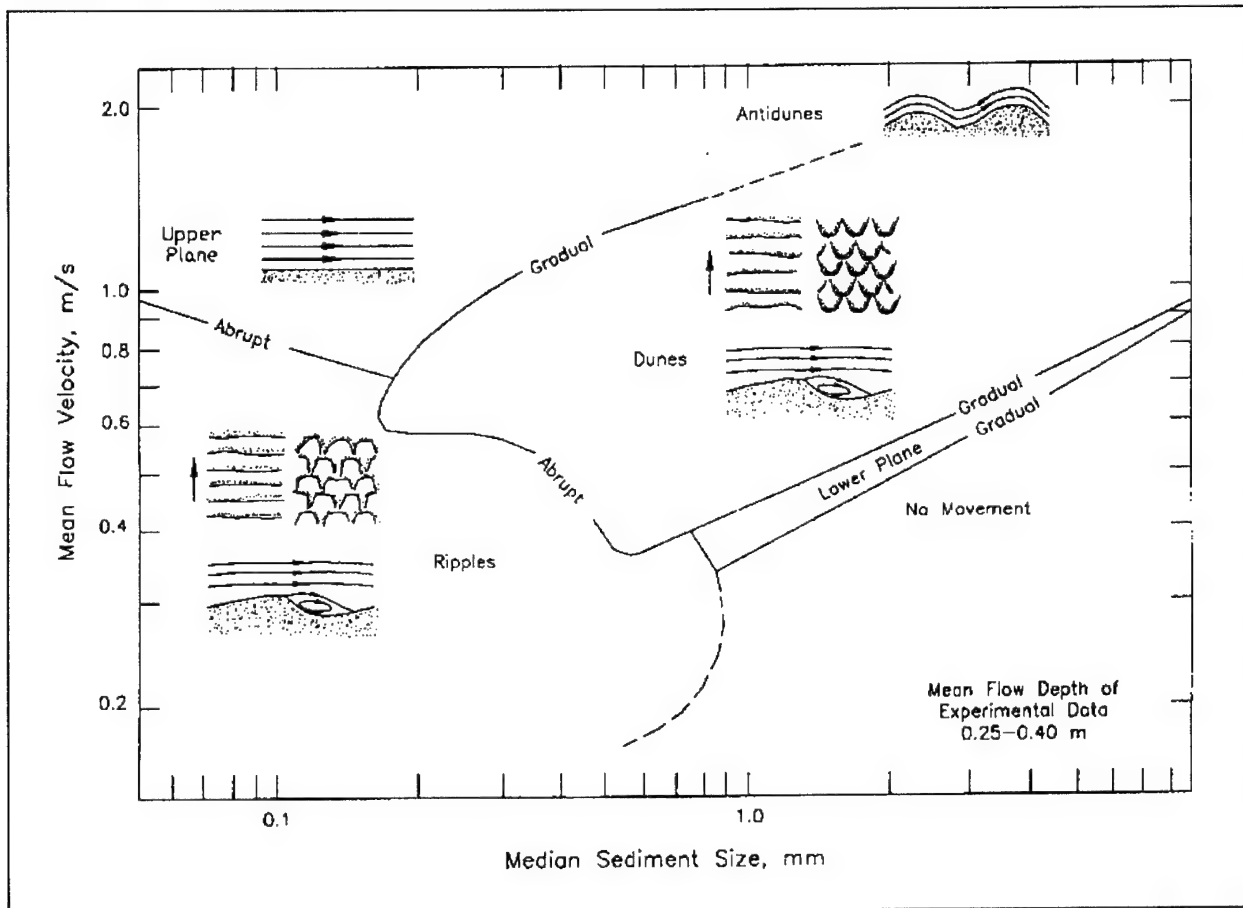 2.0
1.0
0.8
0.6
0.4
0.2
Mean Flow Velocity, m/s
Antidunes
Upper
Plane
Gradual
Abrupt
Dunes
Gradual
Gradual
Lower Plane
Abrupt
No Movement
Ripples
Mean Flow Depth of
Experimental Data
0.25-0.40 m
0.1
1.0
Median Sediment Size, mm